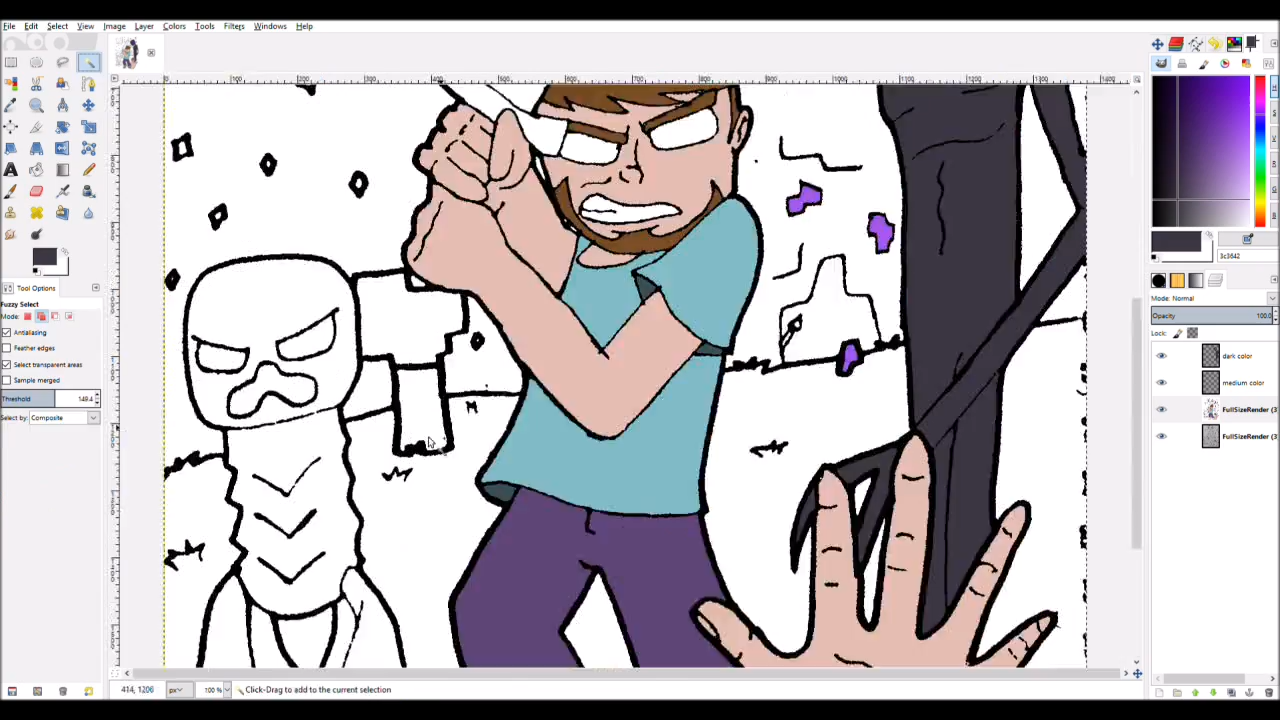 File Edit Select View Image Layer Colors Tools Filters Windows Help
Tool Options
Fuzzy Select
Mode:
Antialiasing
Feather edges
Select transparent areas
Sample merged
Threshold 149.4
Select by: Composite
3c3642
Mode: Normal
Opacity 100.0
Lock:
dark color
medium color
FullSizeRender (3
FullSizeRender (3
414, 1206 px 100 % Click-Drag to add to the current selection